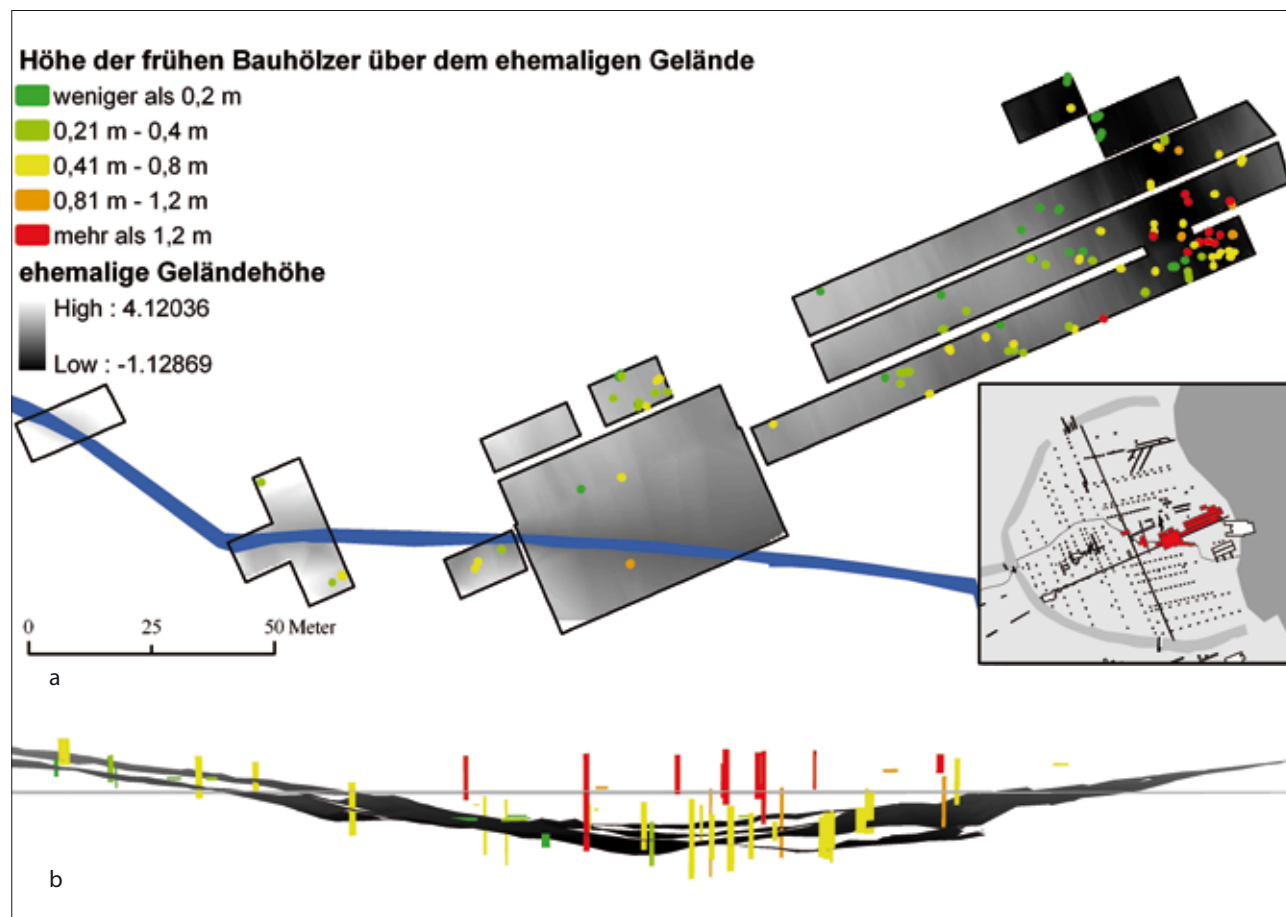 Höhe der frühen Bauhölzer über dem ehemaligen Gelände
weniger als 0,2 m
0,21 m - 0,4 m
0,41 m - 0,8 m
0,81 m - 1,2 m
mehr als 1,2 m
ehemalige Geländehöhe
High : 4.12036
Low : -1.12869
0 25 50 Meter
a
b